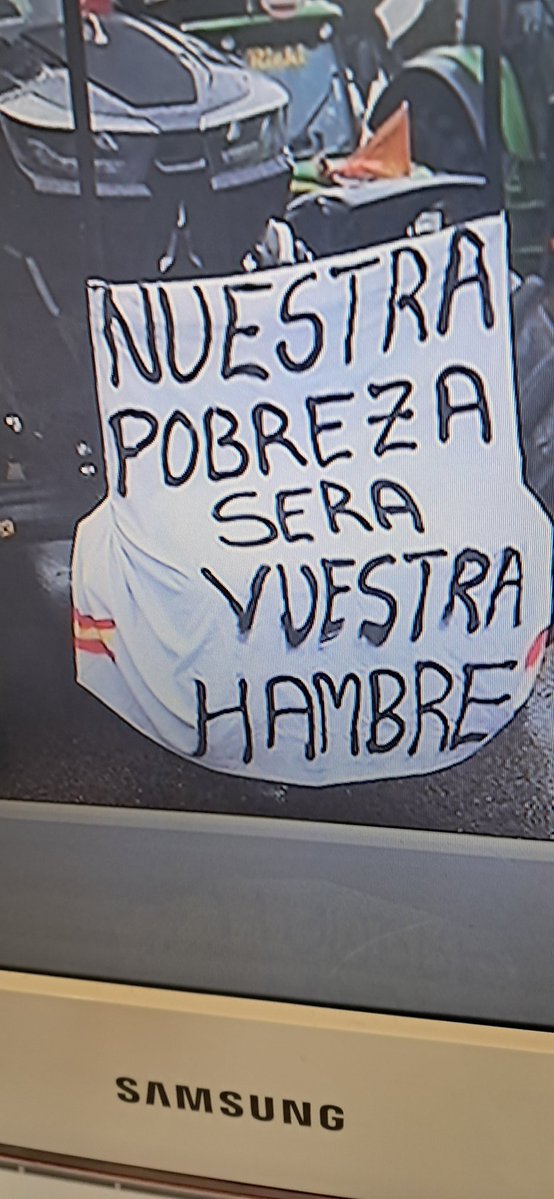 NUESTRA
POBREZA
SERA
VUESTRA
HAMBRE
SAMSUNG